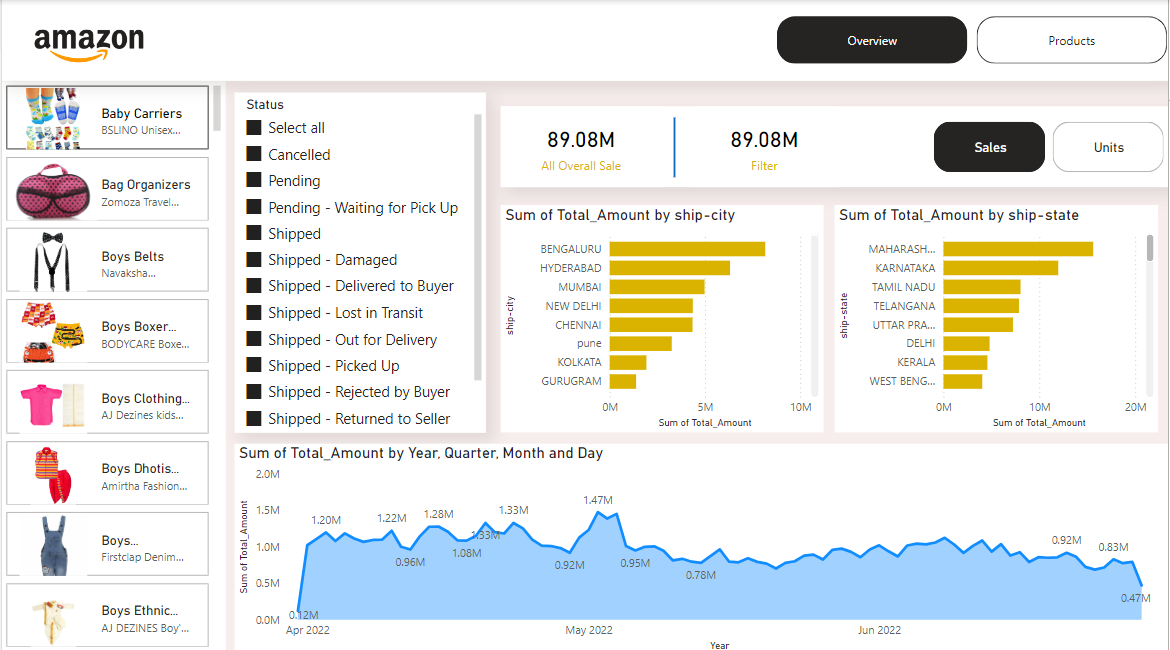 amazon
Overview
Products
Baby Carriers
BSLINO Unisex...
Bag Organizers
Zomoza Travel...
Boys Belts
Navaksha...
Boys Boxer...
BODYCARE Boxe...
Boys Clothing...
AJ Dezines kids...
Boys Dhotis...
Amirtha Fashion...
Boys...
Firstclap Denim...
Boys Ethnic...
AJ DEZINES Boy'...
Status
Select all
Cancelled
Pending
Pending - Waiting for Pick Up
Shipped
Shipped - Damaged
Shipped - Delivered to Buyer
Shipped - Lost in Transit
Shipped - Out for Delivery
Shipped - Picked Up
Shipped - Rejected by Buyer
Shipped - Returned to Seller
89.08M
All Overall Sale
89.08M
Filter
Sales
Units
Sum of Total_Amount by ship-city
ship-city
BENGALURU
HYDERABAD
MUMBAI
NEW DELHI
CHENNAI
pune
KOLKATA
GURUGRAM
0M 5M 10M
Sum of Total_Amount
Sum of Total_Amount by ship-state
ship-state
MAHARASH...
KARNATAKA
TAMIL NADU
TELANGANA
UTTAR PRA...
DELHI
KERALA
WEST BENG...
0M 10M 20M
Sum of Total_Amount
Sum of Total_Amount by Year, Quarter, Month and Day
Sum of Total_Amount
2.0M
1.5M
1.0M
0.5M
0.0M
0.12M
1.20M
1.22M
0.96M
1.28M
1.08M
1.33M
1.33M
0.92M
1.47M
0.95M
0.78M
0.92M
0.83M
0.47M
Apr 2022 May 2022 Jun 2022
Year